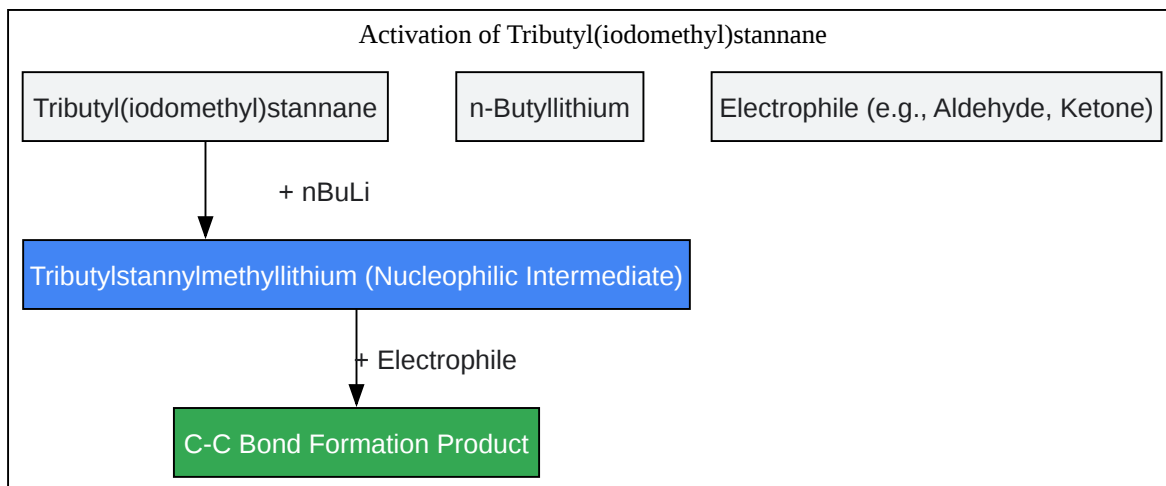 Activation of Tributyl(iodomethyl)stannane
Tributyl(iodomethyl)stannane
n-Butyllithium
Electrophile (e.g., Aldehyde, Ketone)
+ nBuLi
Tributylstannylmethyllithium (Nucleophilic Intermediate)
+ Electrophile
C-C Bond Formation Product